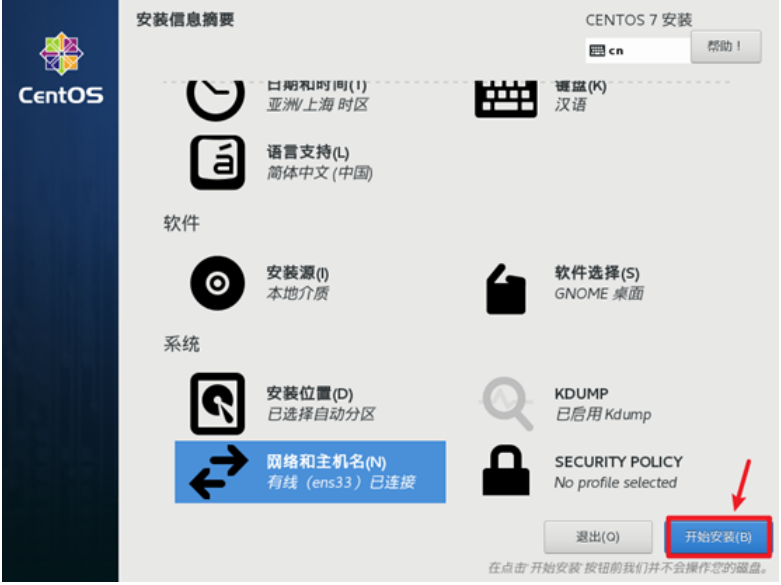 安装信息摘要
CENTOS 7 安装
cn
帮助！
CentOS
日期和时间(T)
亚洲/上海 时区
键盘(K)
汉语
语言支持(L)
简体中文 (中国)
软件
安装源(I)
本地介质
软件选择(S)
GNOME 桌面
系统
安装位置(D)
已选择自动分区
KDUMP
已启用 Kdump
网络和主机名(N)
有线（ens33）已连接
SECURITY POLICY
No profile selected
退出(Q)
开始安装(B)
在点击‘开始安装’按钮前我们并不会操作您的磁盘。